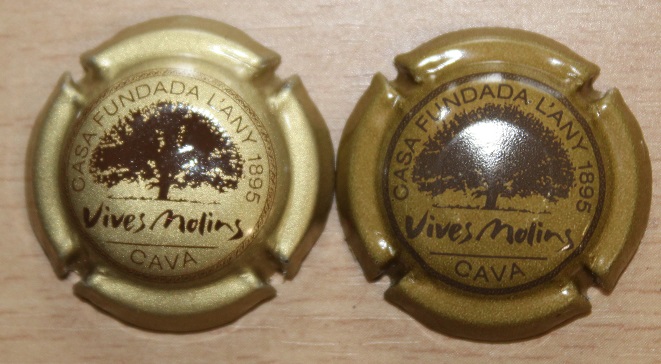 CASA FUNDADA L'ANY 1895
Vives Molins
CAVA
CASA FUNDADA L'ANY 1895
Vives Molins
CAVA